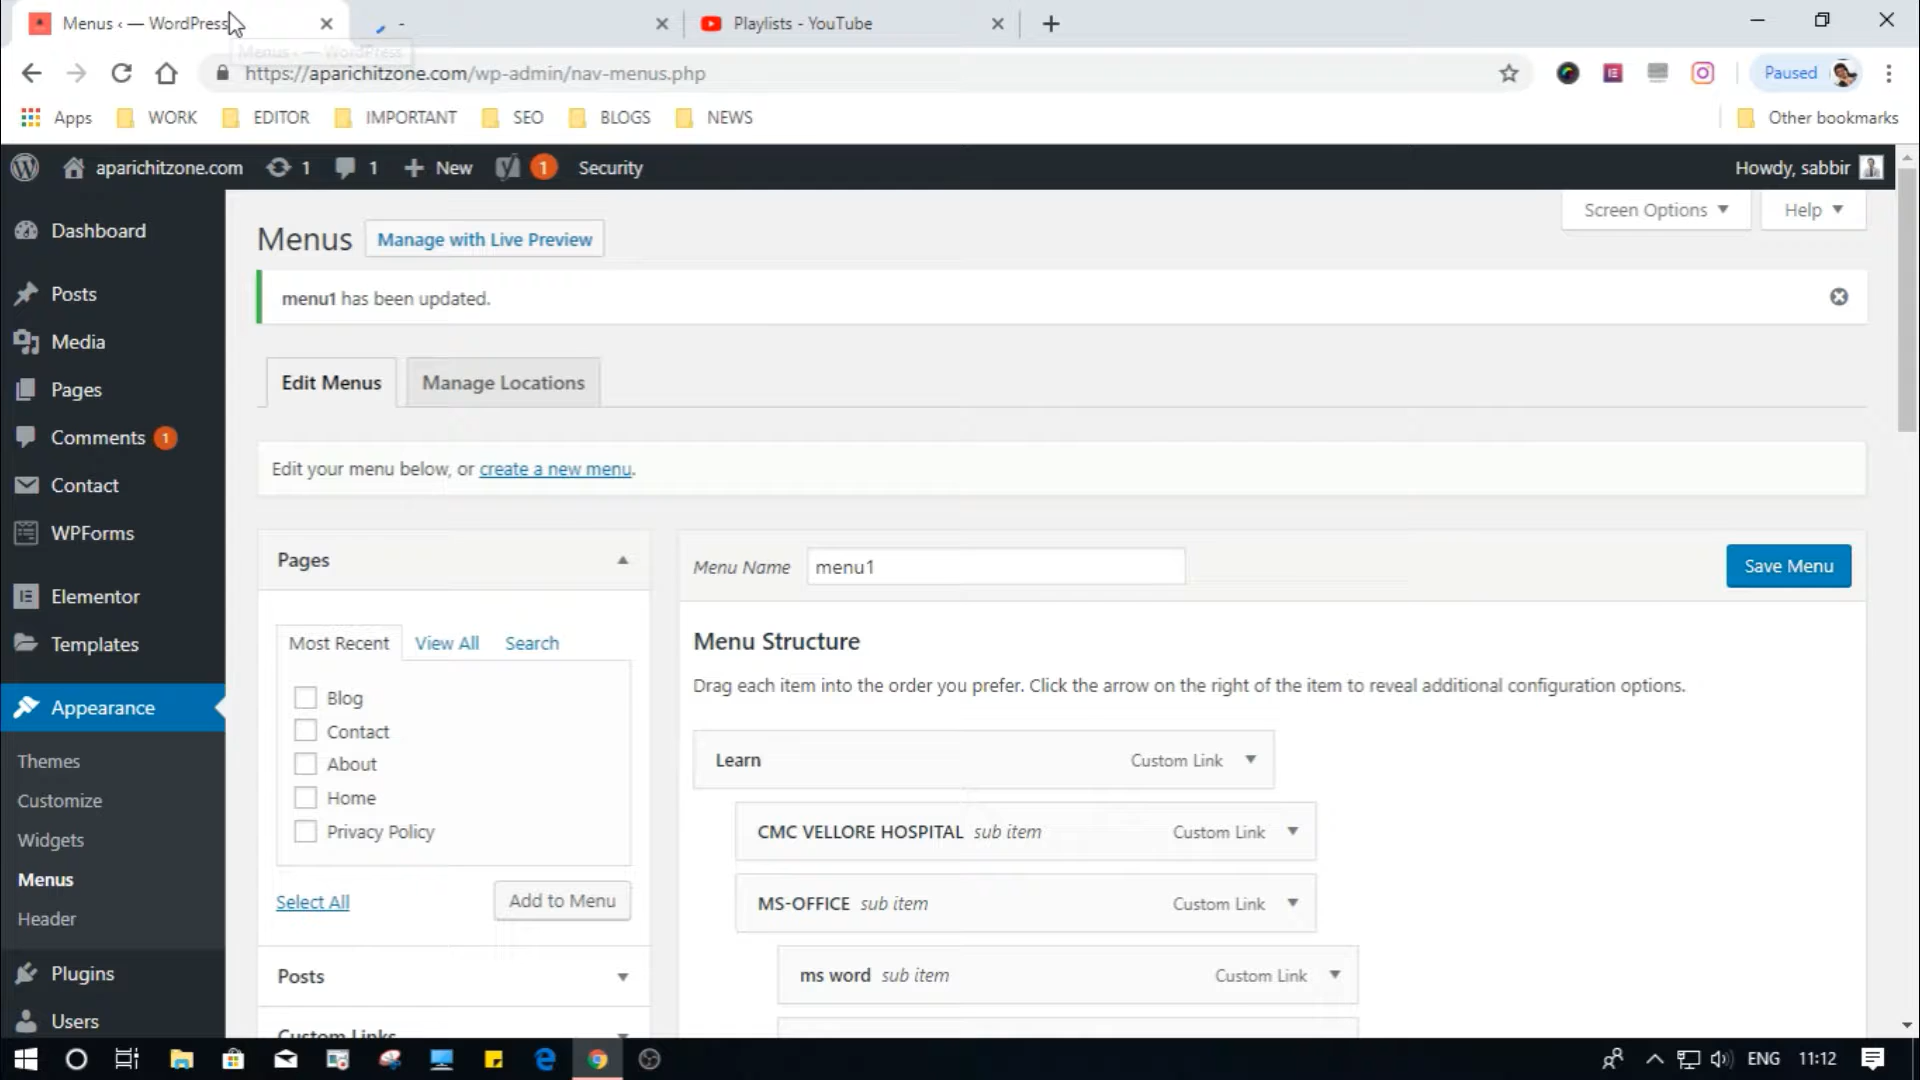 Menus ‹ — WordPress
-
Playlists - YouTube
Menus ‹ — WordPress
https://aparichitzone.com/wp-admin/nav-menus.php
Paused
Apps
WORK
EDITOR
IMPORTANT
SEO
BLOGS
NEWS
Other bookmarks
aparichitzone.com
1
1
New
1
Security
Howdy, sabbir
Dashboard
Posts
Media
Pages
Comments 1
Contact
WPForms
Elementor
Templates
Appearance
Themes
Customize
Widgets
Menus
Header
Plugins
Users
Screen Options
Help
Menus
Manage with Live Preview
menu1 has been updated.
Edit Menus
Manage Locations
Edit your menu below, or create a new menu.
Pages
Most Recent
View All
Search
Blog
Contact
About
Home
Privacy Policy
Select All
Add to Menu
Posts
Custom Links
Menu Name
menu1
Save Menu
Menu Structure
Drag each item into the order you prefer. Click the arrow on the right of the item to reveal additional configuration options.
Learn
Custom Link
CMC VELLORE HOSPITAL sub item
Custom Link
MS-OFFICE sub item
Custom Link
ms word sub item
Custom Link
ENG
11:12